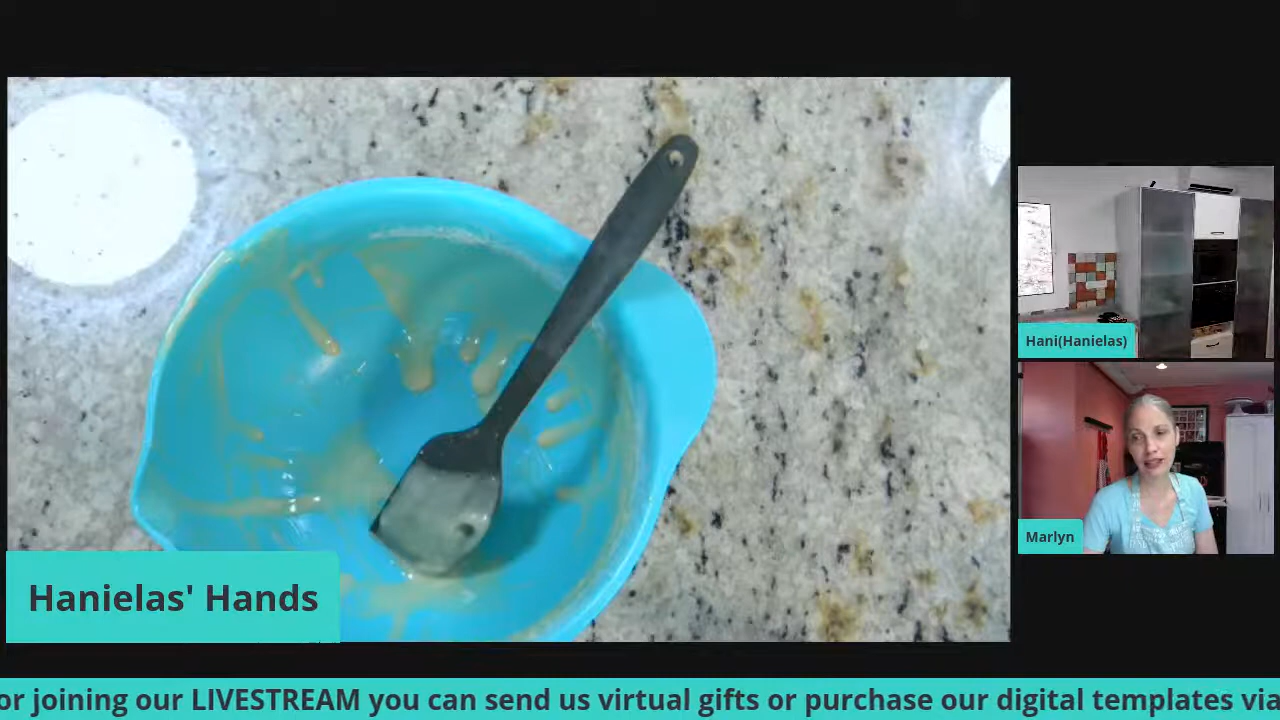 Hani(Hanielas)
Marlyn
Hanielas' Hands
or joining our LIVESTREAM you can send us virtual gifts or purchase our digital templates via